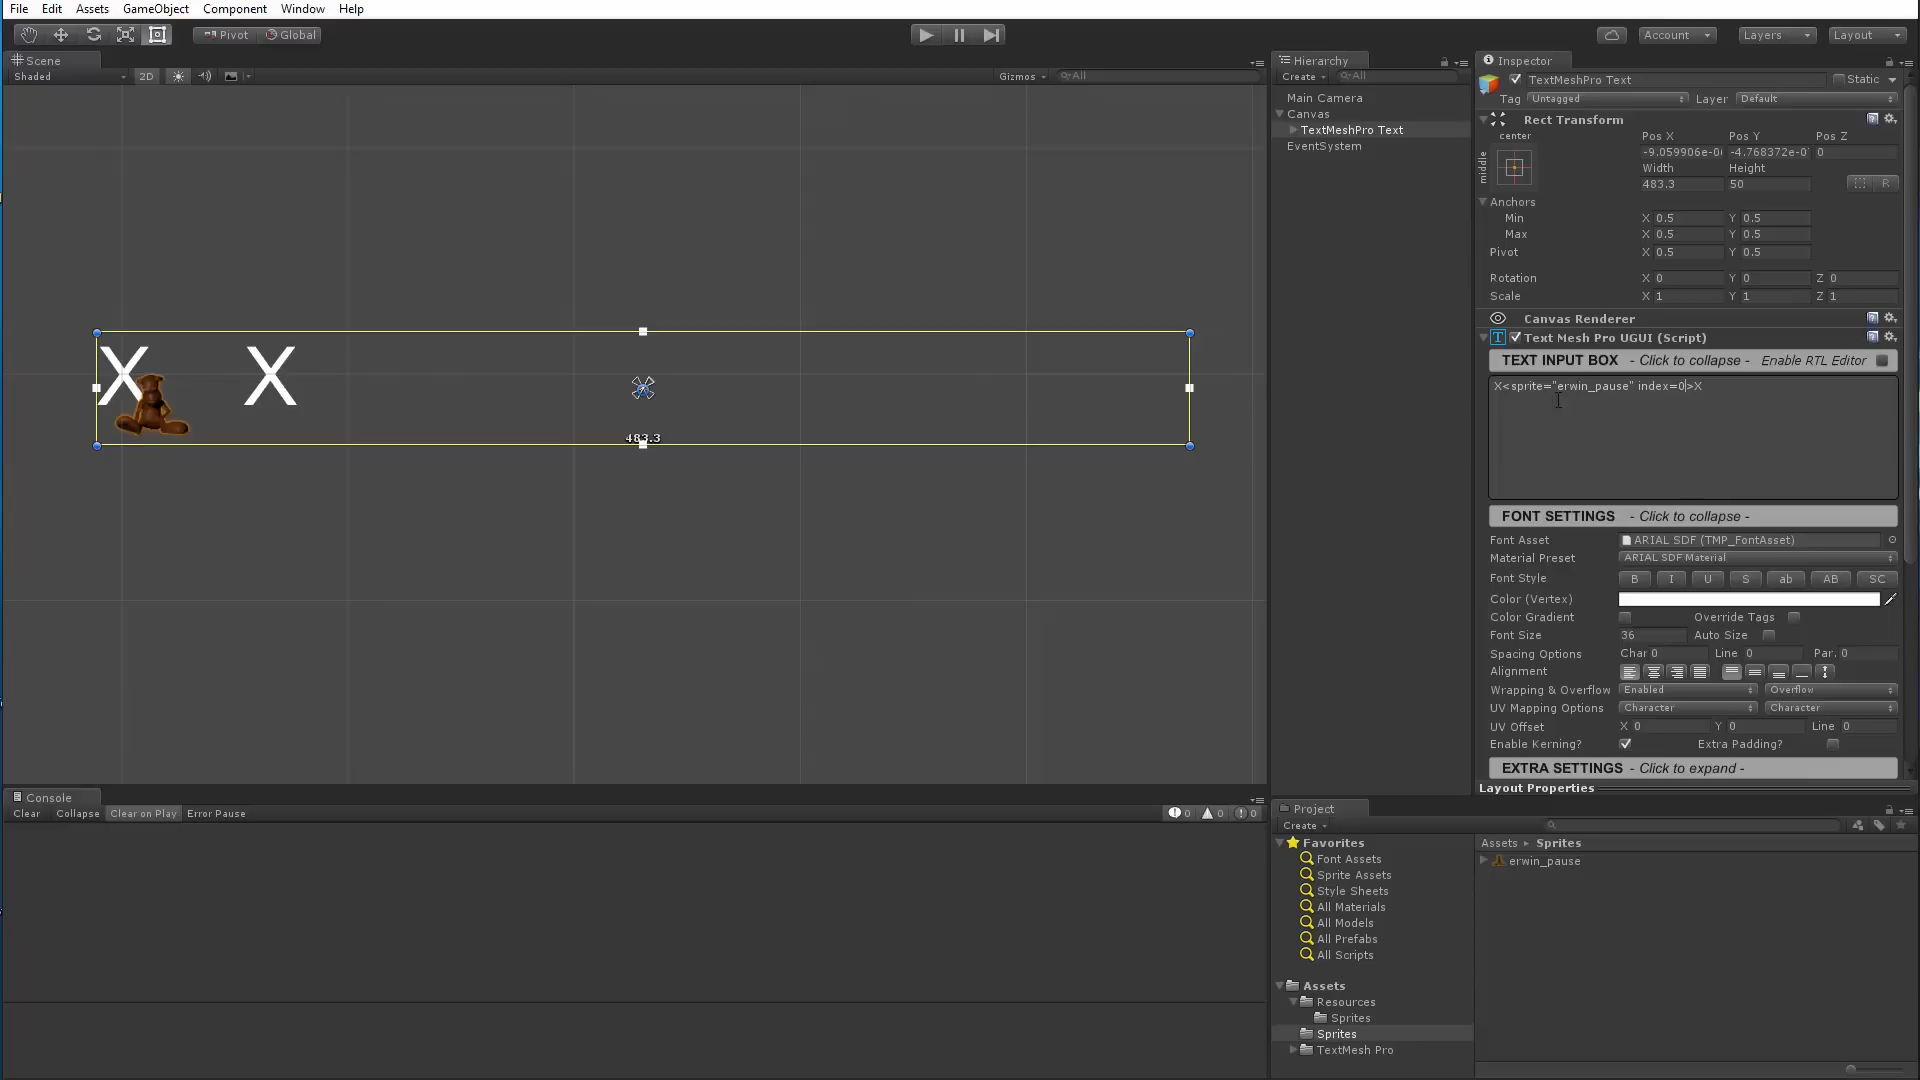 File Edit Assets GameObject Component Window Help
Pivot Global Account Layers Layout
Scene
Shaded 2D Gizmos All
X X
483.3
Console
Clear Collapse Clear on Play Error Pause 0 0 0
Hierarchy
Create All
Main Camera
Canvas
TextMeshPro Text
EventSystem
Inspector
TextMeshPro Text Static
Tag Untagged Layer Default
Rect Transform
center Pos X Pos Y Pos Z
middle
-9.059906e-0 -4.768372e-0 0
Width Height
483.3 50 R
Anchors
Min X 0.5 Y 0.5
Max X 0.5 Y 0.5
Pivot X 0.5 Y 0.5
Rotation X 0 Y 0 Z 0
Scale X 1 Y 1 Z 1
Canvas Renderer
Text Mesh Pro UGUI (Script)
TEXT INPUT BOX - Click to collapse - Enable RTL Editor
X<sprite="erwin_pause" index=0>X
FONT SETTINGS - Click to collapse -
Font Asset ARIAL SDF (TMP_FontAsset)
Material Preset ARIAL SDF Material
Font Style B I U S ab AB SC
Color (Vertex)
Color Gradient Override Tags
Font Size 36 Auto Size
Spacing Options Char 0 Line 0 Par. 0
Alignment
Wrapping & Overflow Enabled Overflow
UV Mapping Options Character Character
UV Offset X 0 Y 0 Line 0
Enable Kerning? Extra Padding?
EXTRA SETTINGS - Click to expand -
Layout Properties
Project
Create
Favorites
Font Assets
Sprite Assets
Style Sheets
All Materials
All Models
All Prefabs
All Scripts
Assets
Resources
Sprites
Sprites
TextMesh Pro
Assets Sprites
erwin_pause